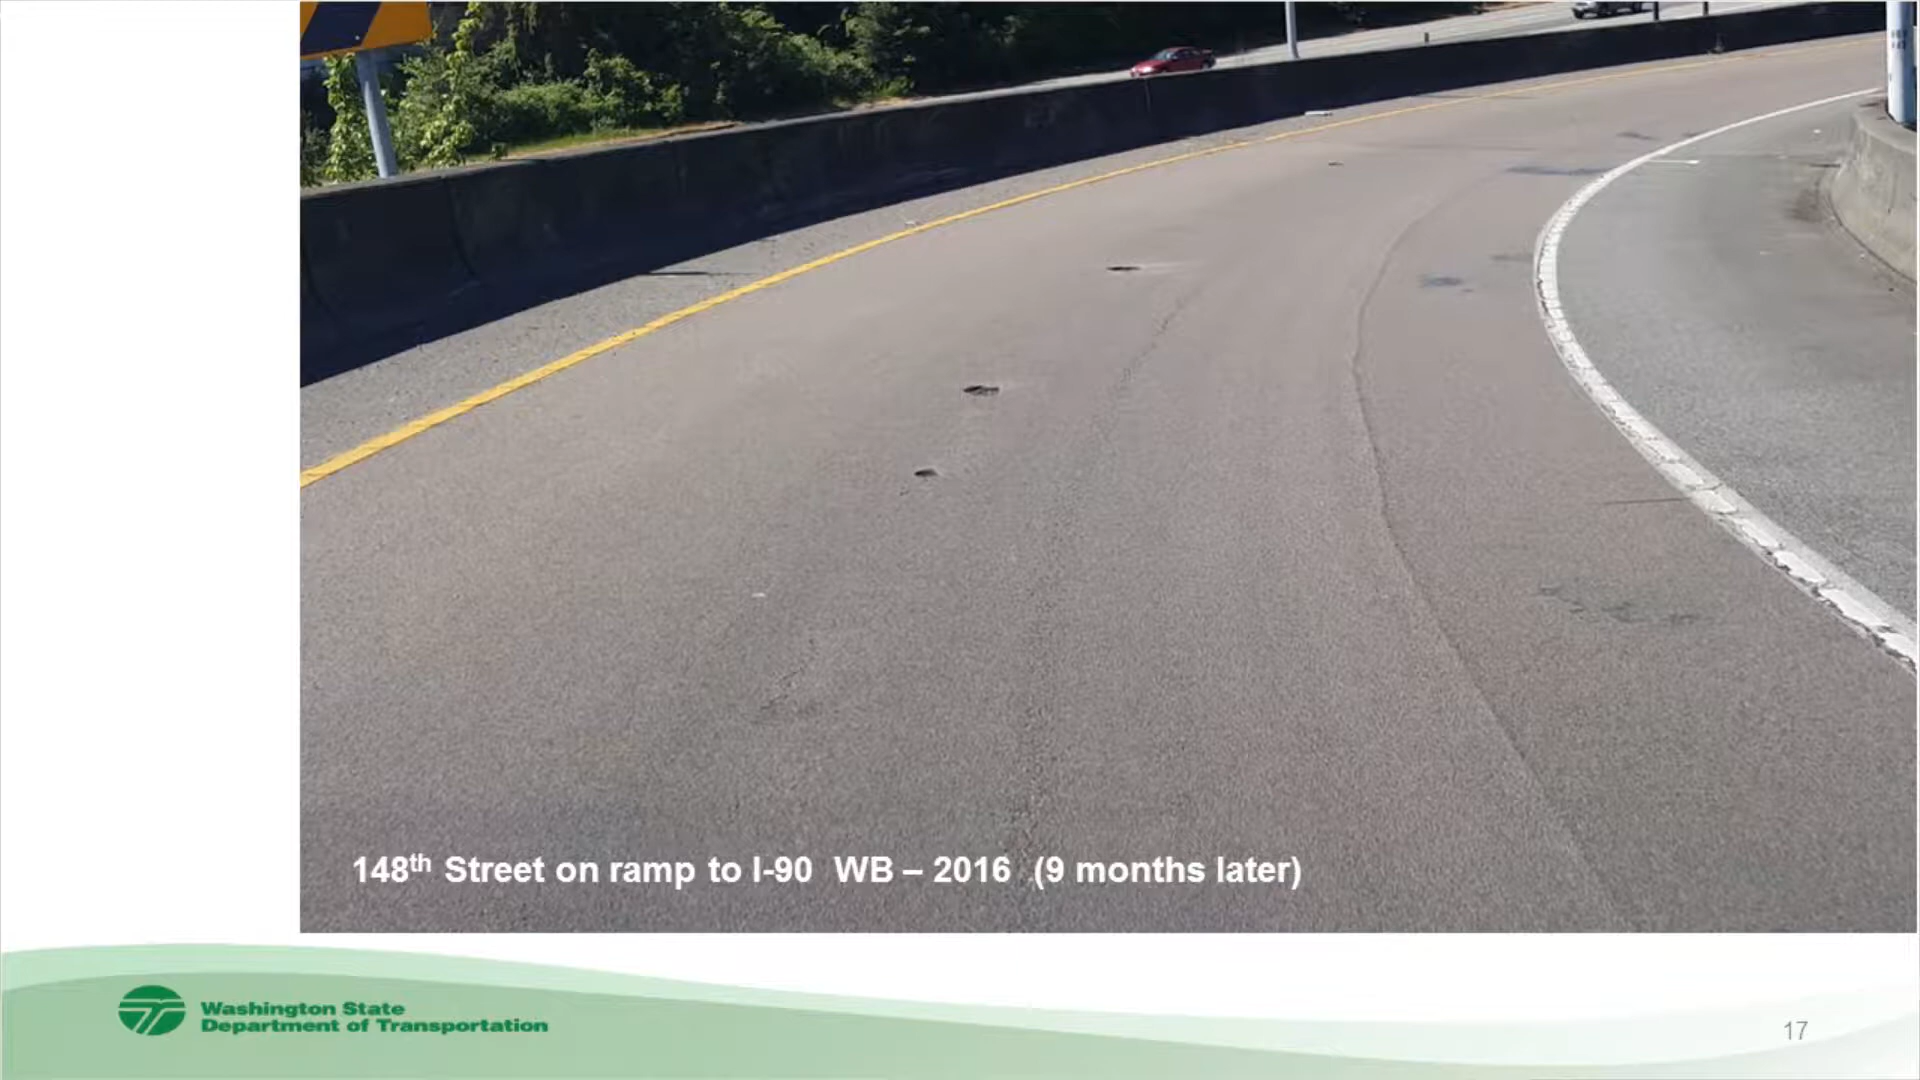 148th Street on ramp to I-90 WB – 2016 (9 months later)
Washington State
Department of Transportation
17